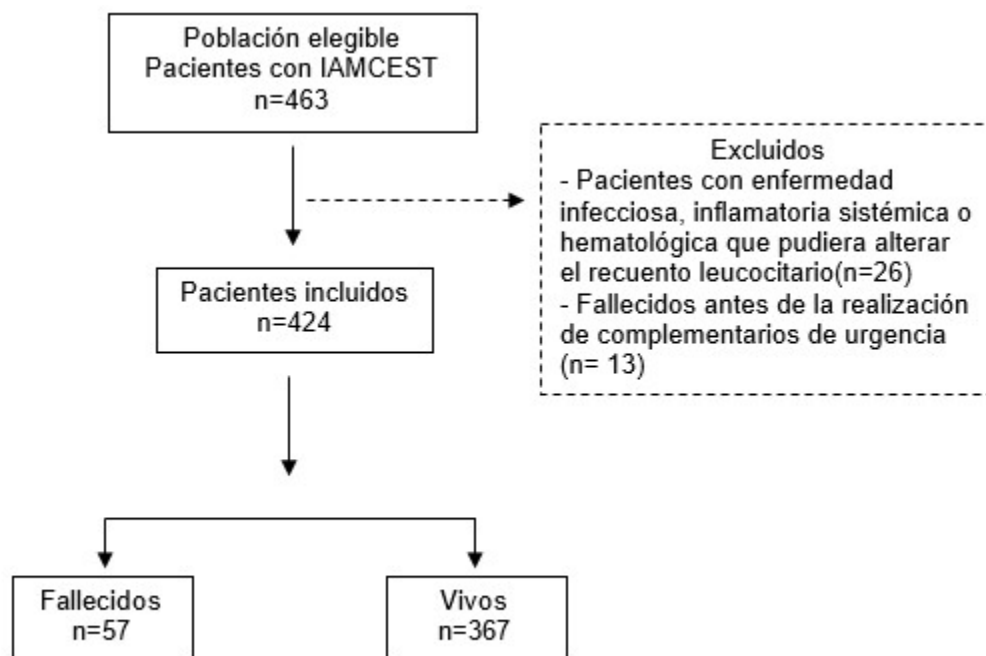 Población elegible
Pacientes con IAMCEST
n=463
Excluidos
- Pacientes con enfermedad
infecciosa, inflamatoria sistémica o
hematológica que pudiera alterar
el recuento leucocitario(n=26)
- Fallecidos antes de la realización
de complementarios de urgencia
(n= 13)
Pacientes incluidos
n=424
Fallecidos
n=57
Vivos
n=367